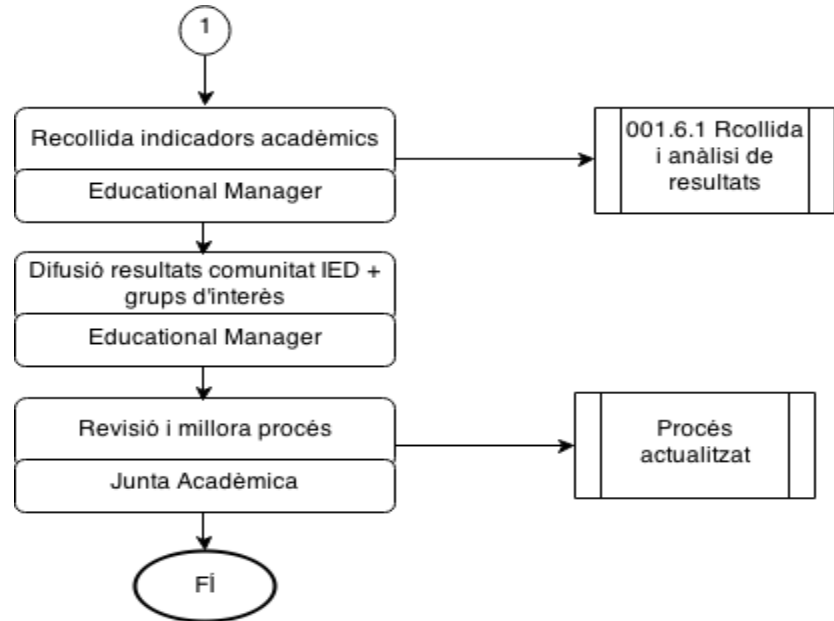 1
Recollida indicadors acadèmics
Educational Manager
001.6.1 Rcollida
i anàlisi de
resultats
Difusió resultats comunitat IED +
grups d'interès
Educational Manager
Revisió i millora procés
Junta Acadèmica
Procés
actualitzat
FÍ